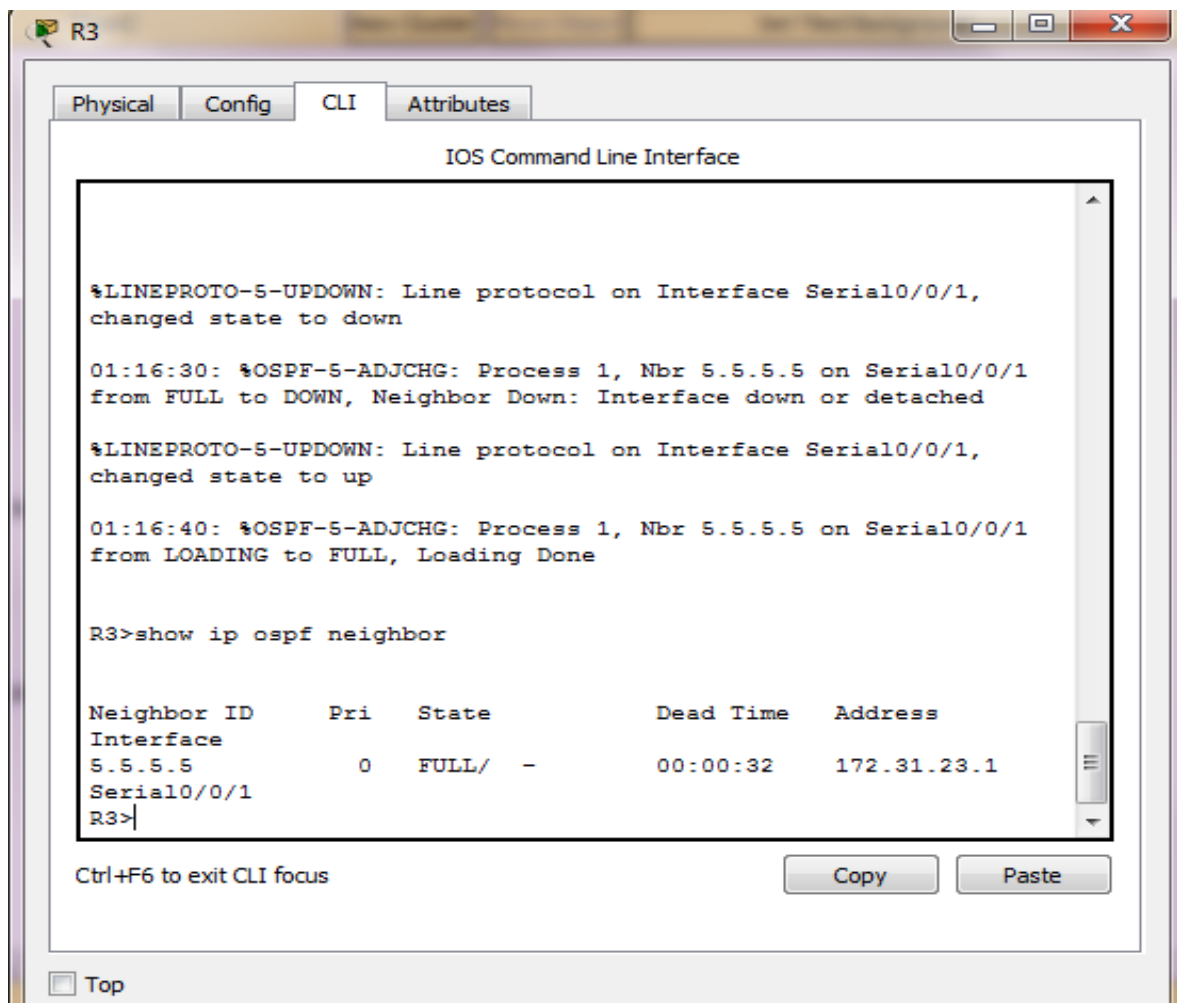 R3
Physical Config CLI Attributes
IOS Command Line Interface
%LINEPROTO-5-UPDOWN: Line protocol on Interface Serial0/0/1,
changed state to down
01:16:30: %OSPF-5-ADJCHG: Process 1, Nbr 5.5.5.5 on Serial0/0/1
from FULL to DOWN, Neighbor Down: Interface down or detached
%LINEPROTO-5-UPDOWN: Line protocol on Interface Serial0/0/1,
changed state to up
01:16:40: %OSPF-5-ADJCHG: Process 1, Nbr 5.5.5.5 on Serial0/0/1
from LOADING to FULL, Loading Done
R3>show ip ospf neighbor
Neighbor ID Pri State Dead Time Address
Interface
5.5.5.5 0 FULL/ - 00:00:32 172.31.23.1
Serial0/0/1
R3>
Ctrl+F6 to exit CLI focus Copy Paste
Top